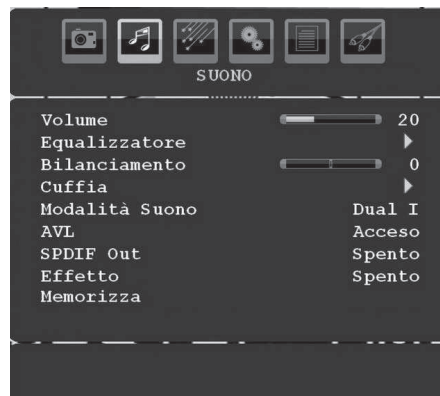 SUONO
Volume 20
Equalizzatore
Bilanciamento 0
Cuffia
Modalità Suono Dual I
AVL Acceso
SPDIF Out Spento
Effetto Spento
Memorizza